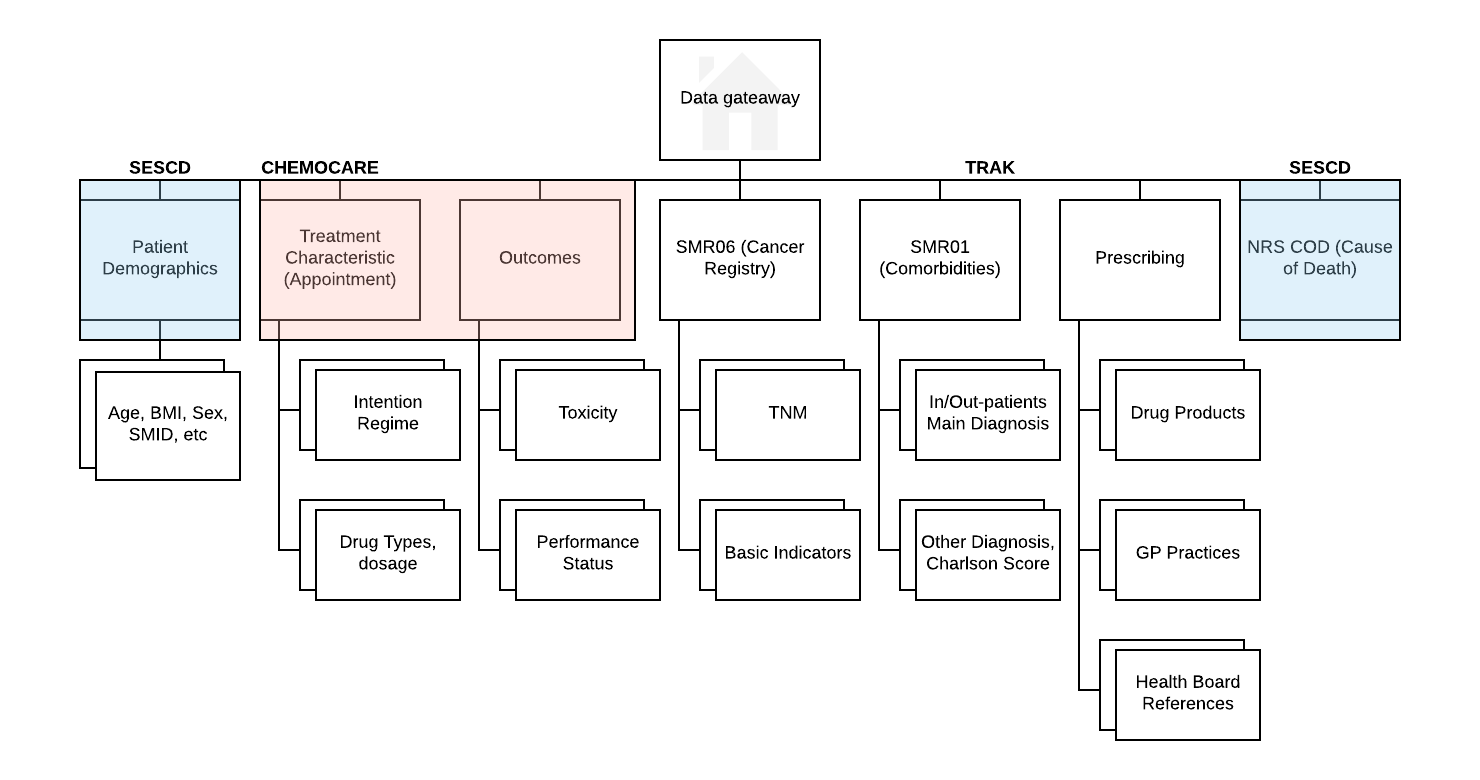 Data gateaway
SESCD
CHEMOCARE
TRAK
SESCD
Patient
Demographics
Treatment
Characteristic
(Appointment)
Outcomes
SMR06 (Cancer
Registry)
SMR01
(Comorbidities)
Prescribing
NRS COD (Cause
of Death)
Age, BMI, Sex,
SMID, etc
Intention
Regime
Toxicity
TNM
In/Out-patients
Main Diagnosis
Drug Products
Drug Types,
dosage
Performance
Status
Basic Indicators
Other Diagnosis,
Charlson Score
GP Practices
Health Board
References